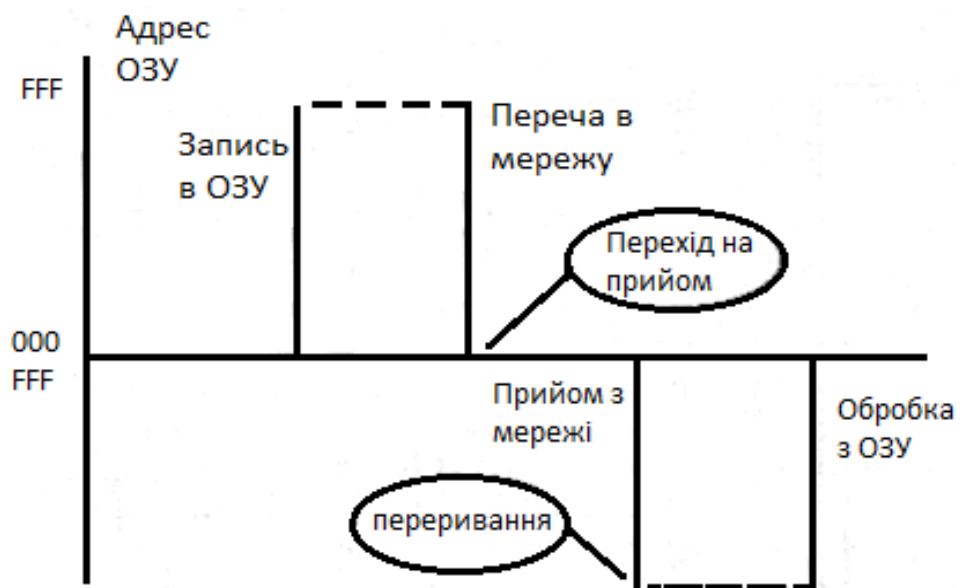 Адрес
ОЗУ
FFF
Запись
в ОЗУ
Переча в
мережу
Перехід на
прийом
000
FFF
Прийом з
мережі
Обробка
з ОЗУ
переривання